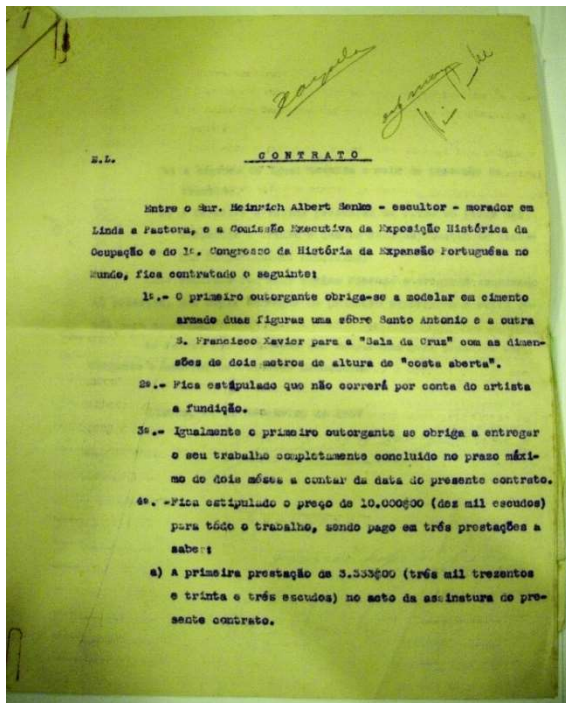 E.L. CONTRATO
Entre o Snr. Heinrich Albert Semke - escultor - morador em
Linda a Pastora, e a Comissão Executiva da Exposição Histórica da
Ocupação e do 1º. Congresso da História da Expansão Portuguêsa no
Mundo, fica contratado o seguinte:
1º.- O primeiro outorgante obriga-se a modelar em cimento
armado duas figuras uma sôbre Santo Antonio e a outra
S. Francisco Xavier para a "Sala da Cruz" com as dimen-
sões de dois metros de altura de "costa aberta".
2º.- Fica estipulado que não correrá por conta do artista
a fundição.
3º.- Igualmente o primeiro outorgante se obriga a entregar
o seu trabalho completamente concluido no prazo máxi-
mo de dois mêses a contar da data do presente contrato.
4º. -Fica estipulado o preço de 10.000$00 (dez mil escudos)
para tôdo o trabalho, sendo pago em três prestações a
saber:
a) A primeira prestação de 3.333$00 (três mil trezentos
e trinta e três escudos) no acto da assinatura do pre-
sente contrato.